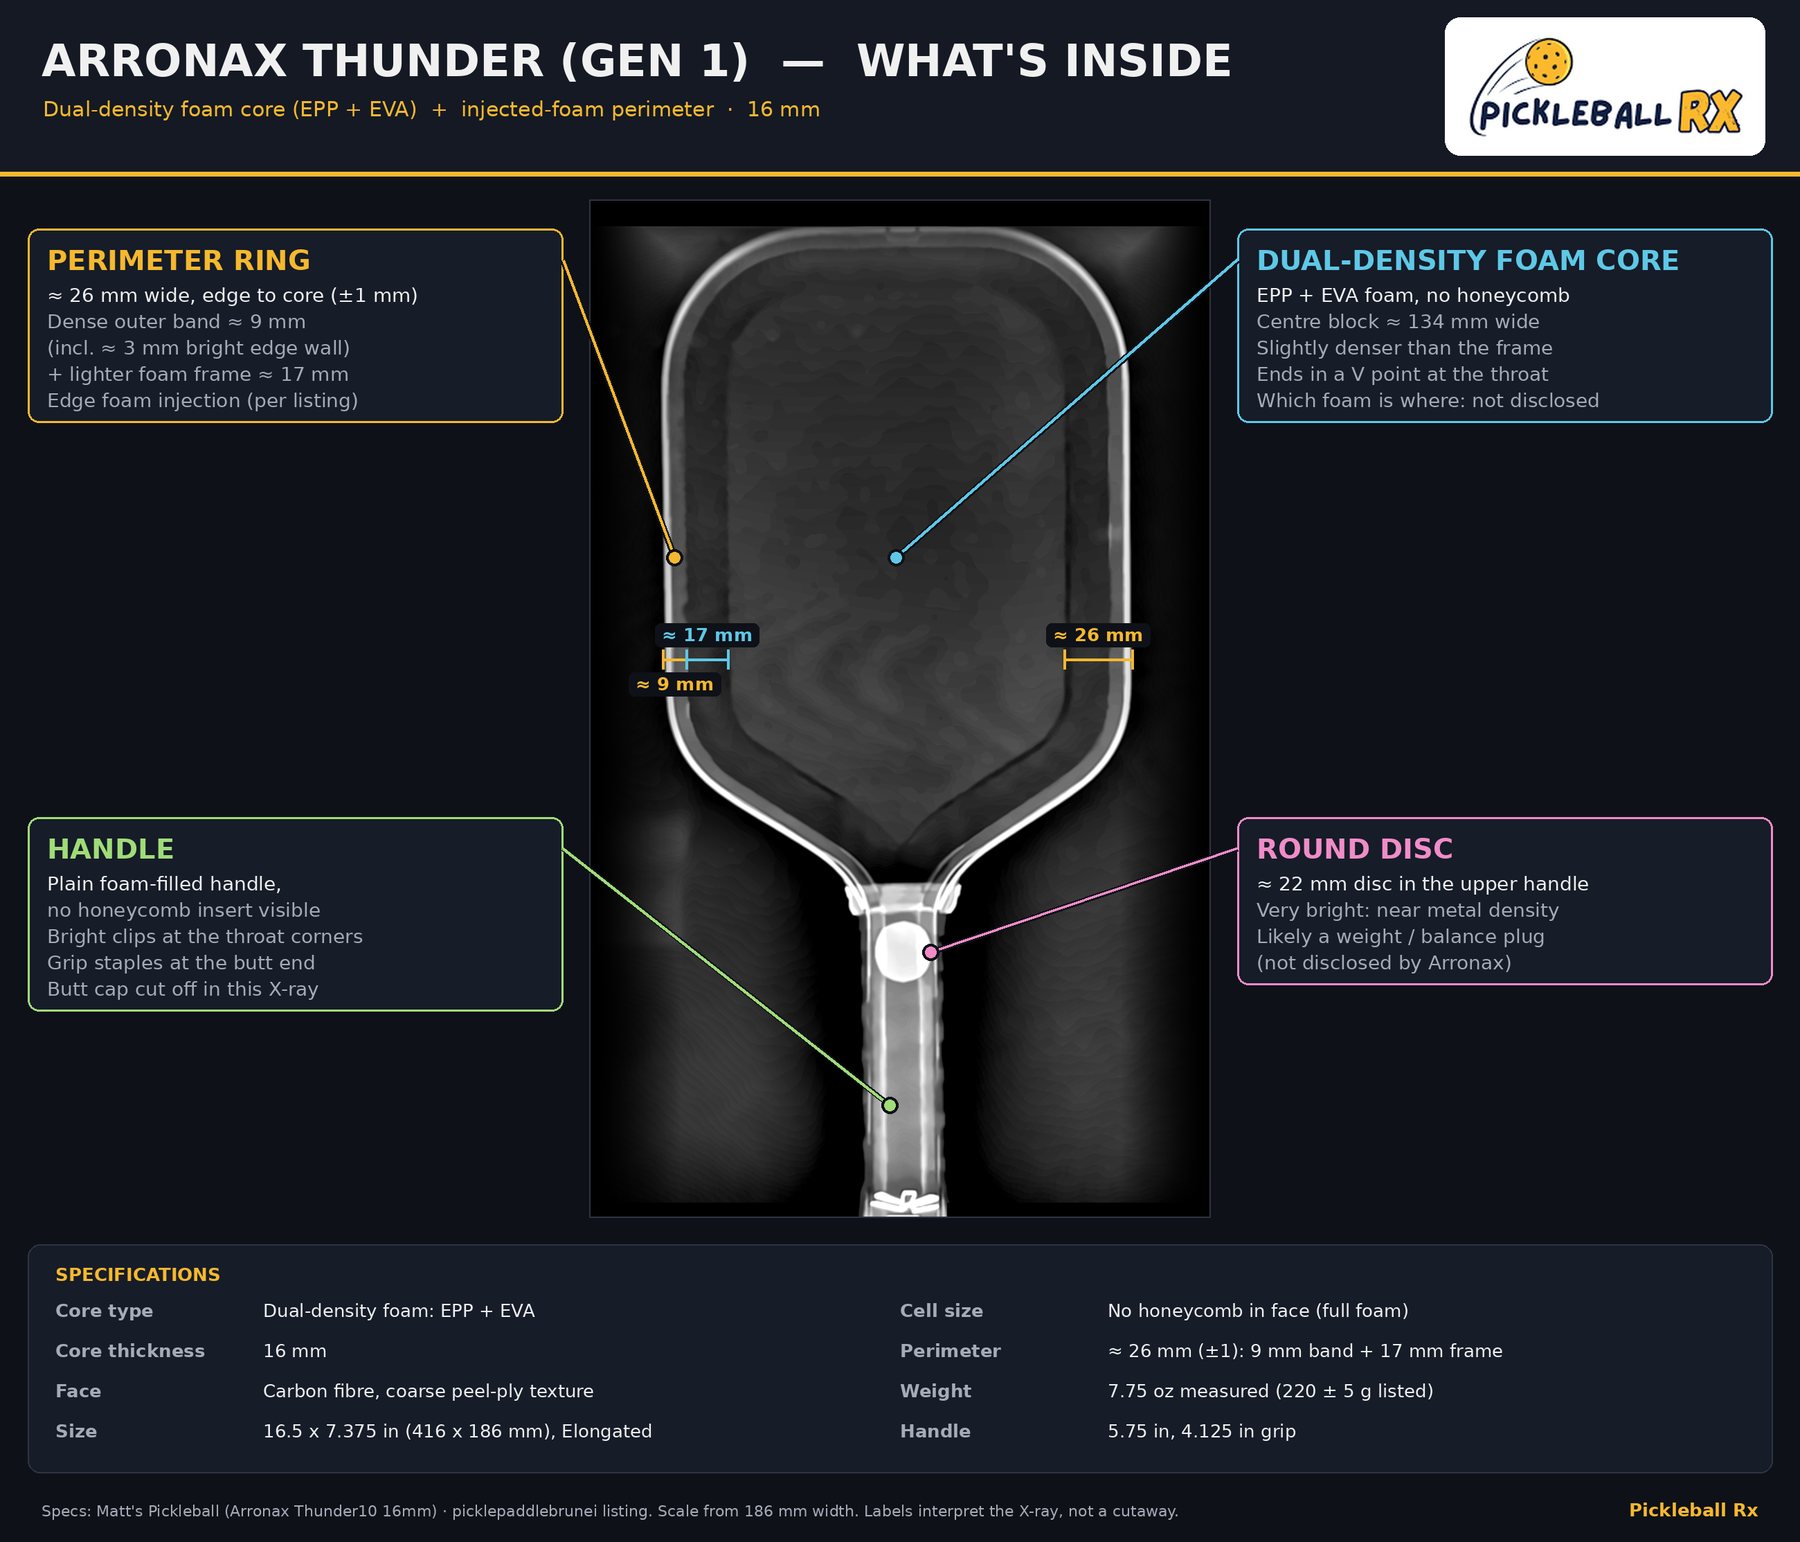 ARRONAX THUNDER (GEN 1) — WHAT'S INSIDE
Dual-density foam core (EPP + EVA) + injected-foam perimeter · 16 mm
PICKLEBALL RX
PERIMETER RING
≈ 26 mm wide, edge to core (±1 mm)
Dense outer band ≈ 9 mm
(incl. ≈ 3 mm bright edge wall)
+ lighter foam frame ≈ 17 mm
Edge foam injection (per listing)
DUAL-DENSITY FOAM CORE
EPP + EVA foam, no honeycomb
Centre block ≈ 134 mm wide
Slightly denser than the frame
Ends in a V point at the throat
Which foam is where: not disclosed
≈ 17 mm
≈ 26 mm
≈ 9 mm
HANDLE
Plain foam-filled handle,
no honeycomb insert visible
Bright clips at the throat corners
Grip staples at the butt end
Butt cap cut off in this X-ray
ROUND DISC
≈ 22 mm disc in the upper handle
Very bright: near metal density
Likely a weight / balance plug
(not disclosed by Arronax)
SPECIFICATIONS
Core type Dual-density foam: EPP + EVA
Cell size No honeycomb in face (full foam)
Core thickness 16 mm
Perimeter ≈ 26 mm (±1): 9 mm band + 17 mm frame
Face Carbon fibre, coarse peel-ply texture
Weight 7.75 oz measured (220 ± 5 g listed)
Size 16.5 x 7.375 in (416 x 186 mm), Elongated
Handle 5.75 in, 4.125 in grip
Specs: Matt's Pickleball (Arronax Thunder10 16mm) · picklepaddlebrunei listing. Scale from 186 mm width. Labels interpret the X-ray, not a cutaway.
Pickleball Rx